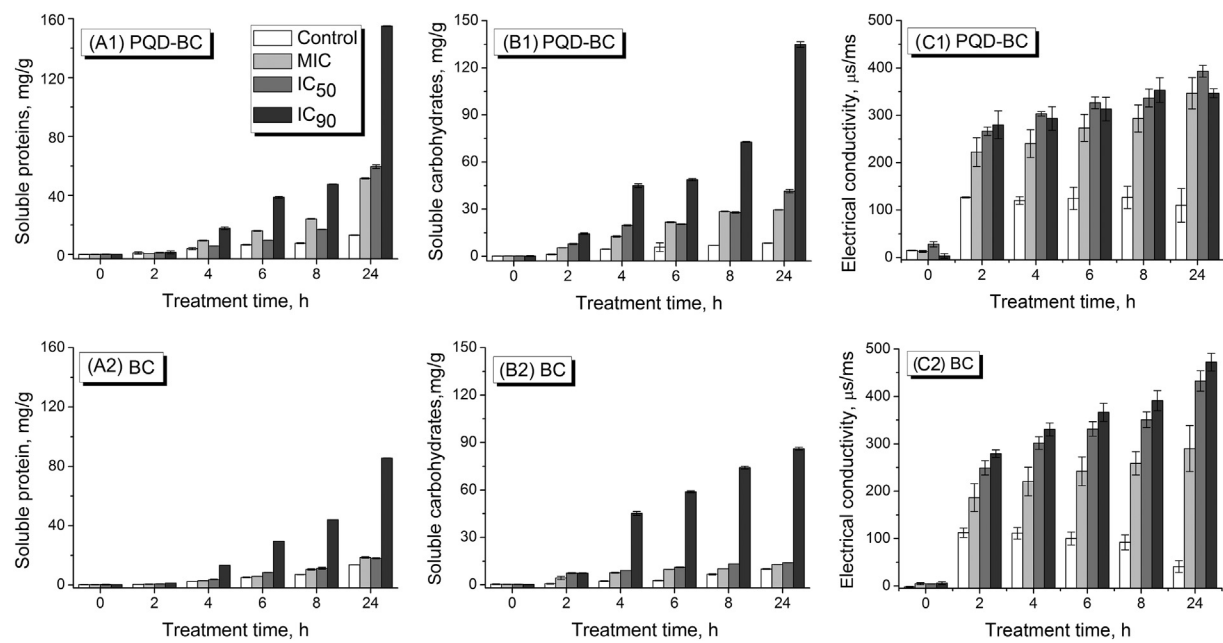 (A1) PQD-BC
Control
MIC
IC50
IC90
Soluble proteins, mg/g
160
120
80
40
0
0 2 4 6 8 24
Treatment time, h
(B1) PQD-BC
Soluble carbohydrates, mg/g
150
120
90
60
30
0
0 2 4 6 8 24
Treatment time, h
(C1) PQD-BC
Electrical conductivity, μs/ms
500
400
300
200
100
0
0 2 4 6 8 24
Treatment time, h
(A2) BC
Soluble protein, mg/g
160
120
80
40
0
0 2 4 6 8 24
Treatment time, h
(B2) BC
Soluble carbohydrates,mg/g
150
120
90
60
30
0
0 2 4 6 8 24
Treatment time, h
(C2) BC
Electrical conductivity, μs/ms
500
400
300
200
100
0
0 2 4 6 8 24
Treatment time, h